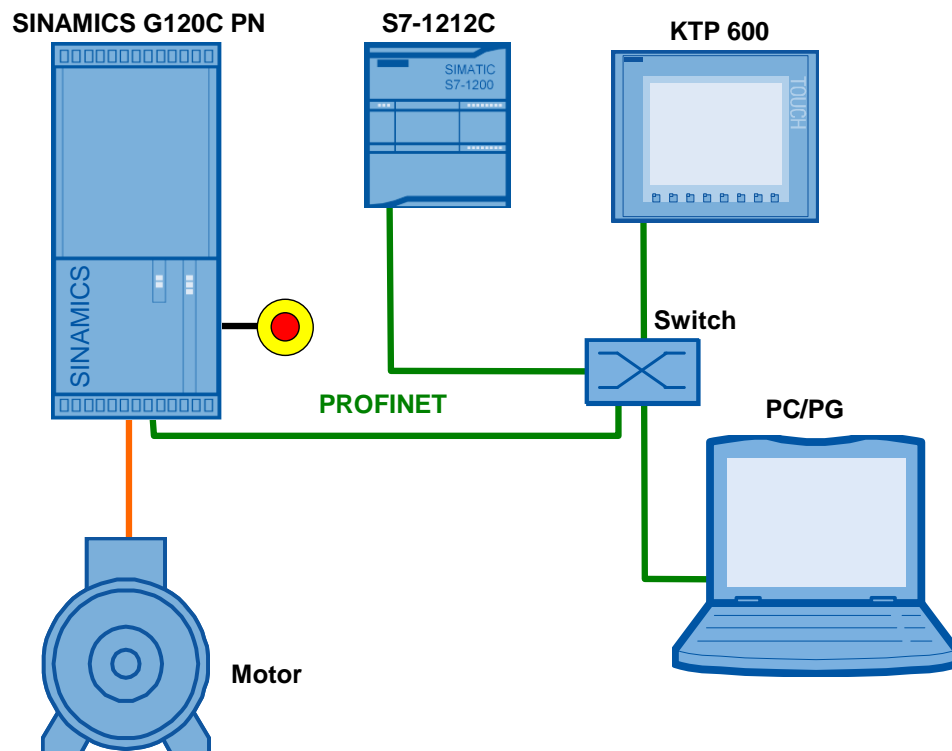 SINAMICS G120C PN
S7-1212C
KTP 600
SIMATIC
S7-1200
TOUCH
SINAMICS
Switch
PROFINET
PC/PG
Motor